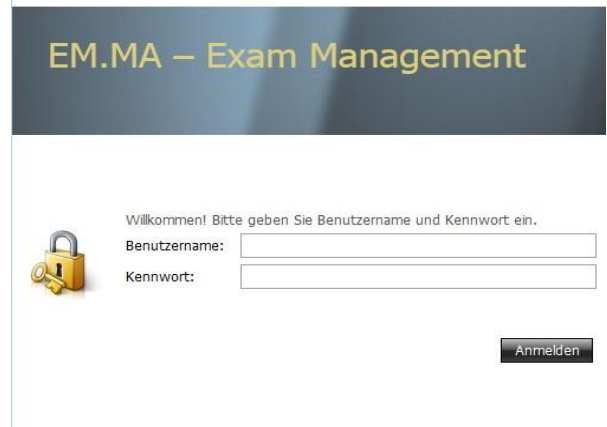 EM.MA – Exam Management
Willkommen! Bitte geben Sie Benutzername und Kennwort ein.
Benutzername:
Kennwort:
Anmelden